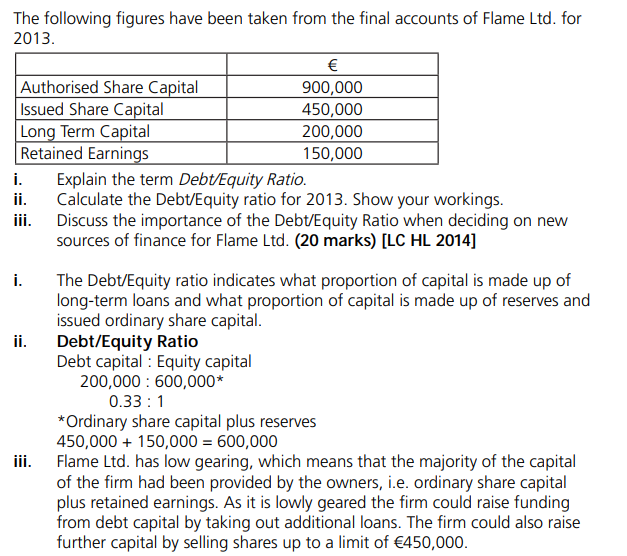 The following figures have been taken from the final accounts of Flame Ltd. for
2013.
€
Authorised Share Capital 900,000
Issued Share Capital 450,000
Long Term Capital 200,000
Retained Earnings 150,000
i. Explain the term Debt/Equity Ratio.
ii. Calculate the Debt/Equity ratio for 2013. Show your workings.
iii. Discuss the importance of the Debt/Equity Ratio when deciding on new
sources of finance for Flame Ltd. (20 marks) [LC HL 2014]
i. The Debt/Equity ratio indicates what proportion of capital is made up of
long-term loans and what proportion of capital is made up of reserves and
issued ordinary share capital.
ii. Debt/Equity Ratio
Debt capital : Equity capital
200,000 : 600,000*
0.33 : 1
*Ordinary share capital plus reserves
450,000 + 150,000 = 600,000
iii. Flame Ltd. has low gearing, which means that the majority of the capital
of the firm had been provided by the owners, i.e. ordinary share capital
plus retained earnings. As it is lowly geared the firm could raise funding
from debt capital by taking out additional loans. The firm could also raise
further capital by selling shares up to a limit of €450,000.